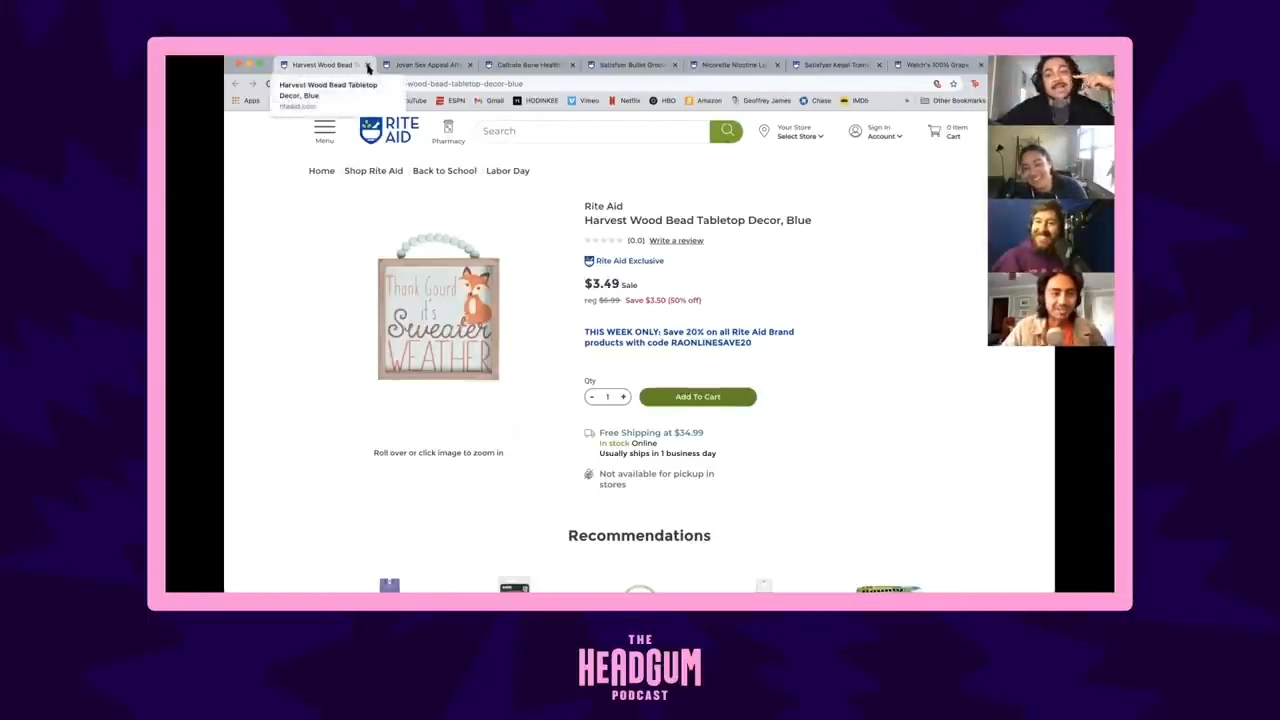 Harvest Wood Bead T
Jovan Sex Appeal Aft
Caltrate Bone Health
Satisfyer Bullet Groo
Nicorette Nicotine L
Satisfyer Kegel Train
Welch's 100% Grape
Harvest Wood Bead Tabletop
Decor, Blue
riteaid.com
-wood-bead-tabletop-decor-blue
Apps
ouTube
ESPN
Gmail
HODINKEE
Vimeo
Netflix
HBO
Amazon
Geoffrey James
Chase
IMDb
»
Other Bookmarks
Menu
RITE
AID
Pharmacy
Search
Your Store
Select Store
Sign In
Account
0 Item
Cart
Home
Shop Rite Aid
Back to School
Labor Day
Rite Aid
Harvest Wood Bead Tabletop Decor, Blue
(0.0) Write a review
Rite Aid Exclusive
$3.49 Sale
reg $6.99 Save $3.50 (50% off)
THIS WEEK ONLY: Save 20% on all Rite Aid Brand
products with code RAONLINESAVE20
Qty
- 1 +
Add To Cart
Free Shipping at $34.99
In stock Online
Usually ships in 1 business day
Not available for pickup in
stores
Thank Gourd
it's
Sweater
WEATHER
Roll over or click image to zoom in
Recommendations
THE
HEADGUM
PODCAST